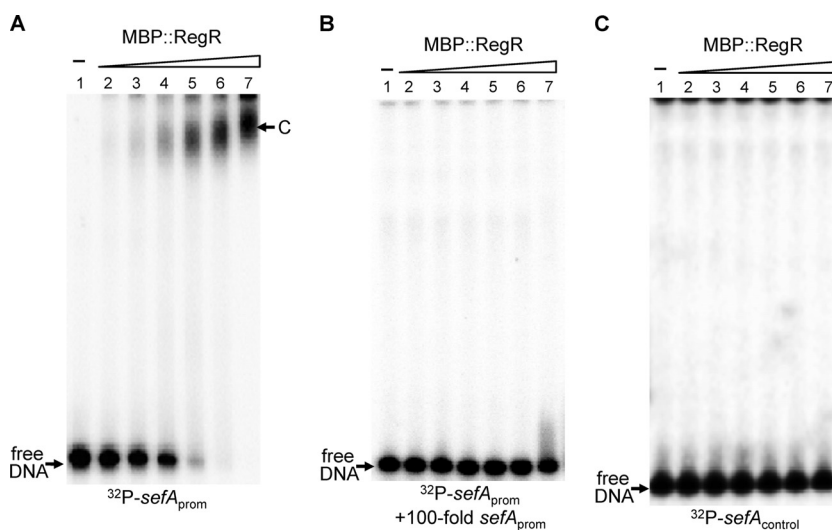 A
MBP::RegR
–
1 2 3 4 5 6 7
C
free
DNA
³²P-sefAprom
B
MBP::RegR
–
1 2 3 4 5 6 7
free
DNA
³²P-sefAprom
+100-fold sefAprom
C
MBP::RegR
–
1 2 3 4 5 6 7
free
DNA
³²P-sefAcontrol